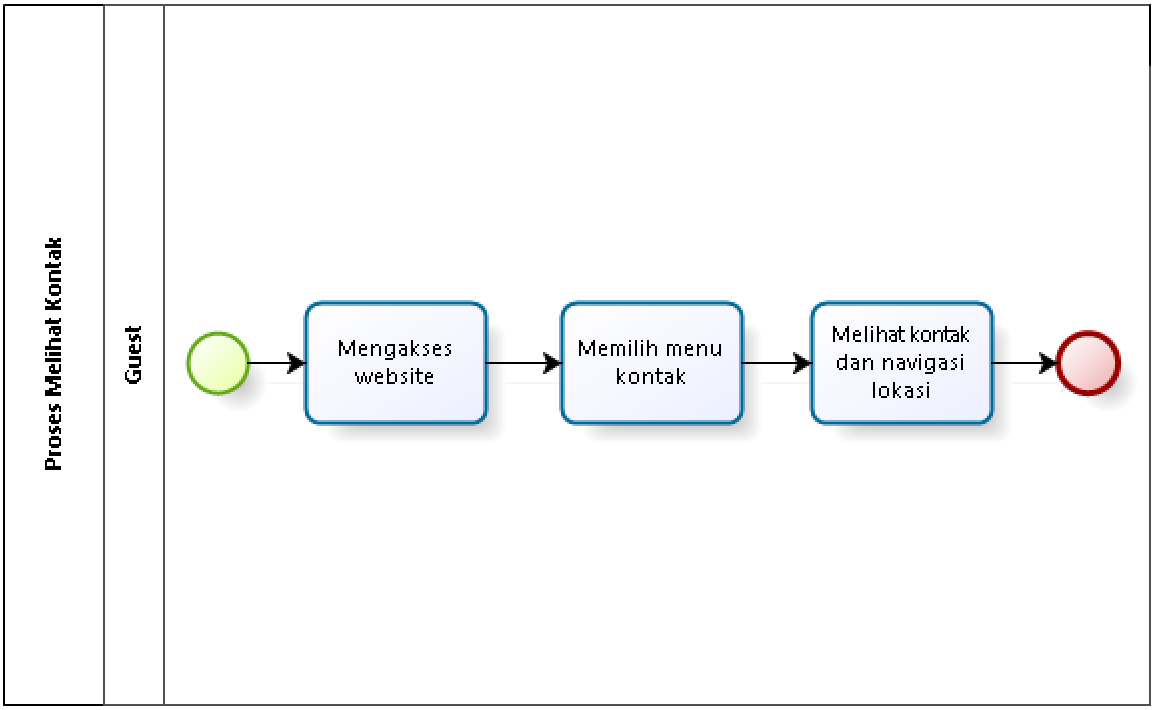 Proses Melihat Kontak
Guest
Mengakses
website
Memilih menu
kontak
Melihat kontak
dan navigasi
lokasi